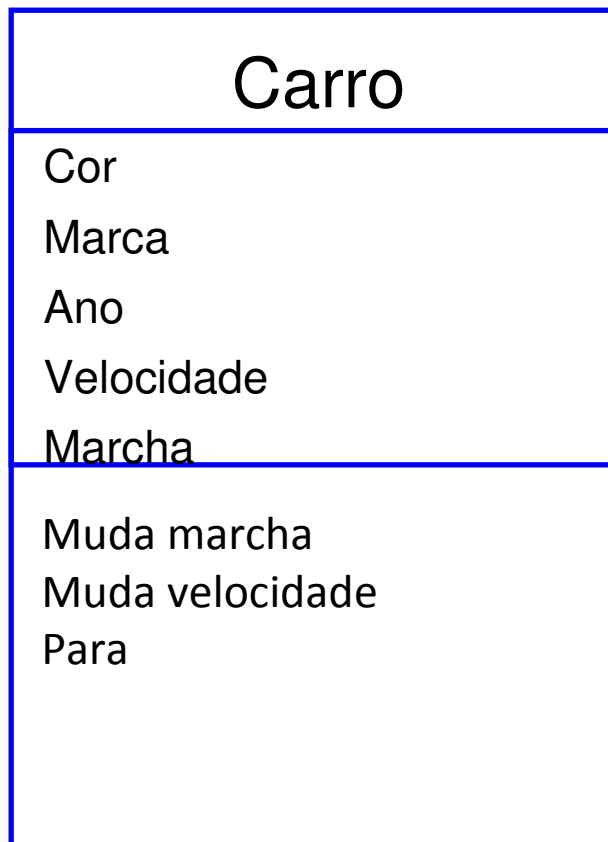 Carro
Cor
Marca
Ano
Velocidade
Marcha
Muda marcha
Muda velocidade
Para